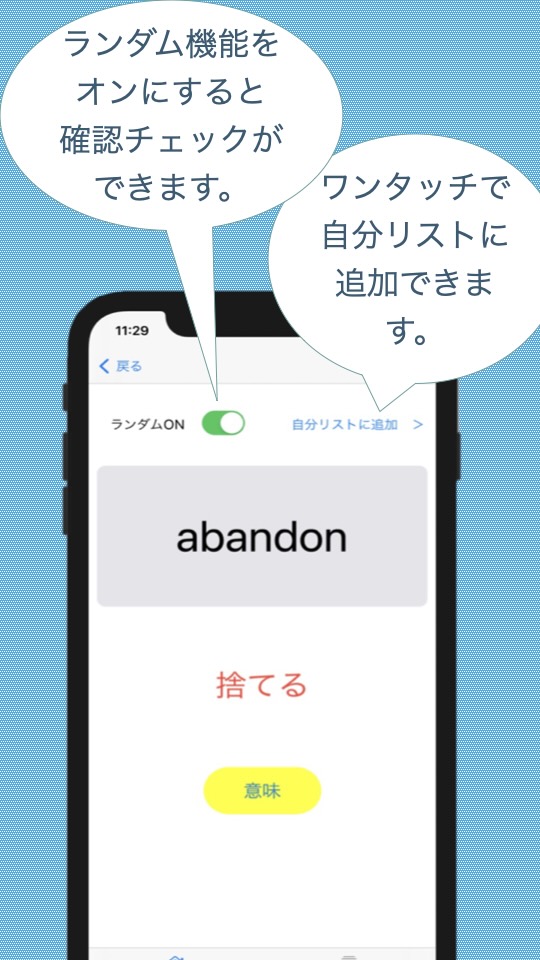 ランダム機能を
オンにすると
確認チェックが
できます。
ワンタッチで
自分リストに
追加できま
す。
11:29
戻る
ランダムON
自分リストに追加 >
abandon
捨てる
意味